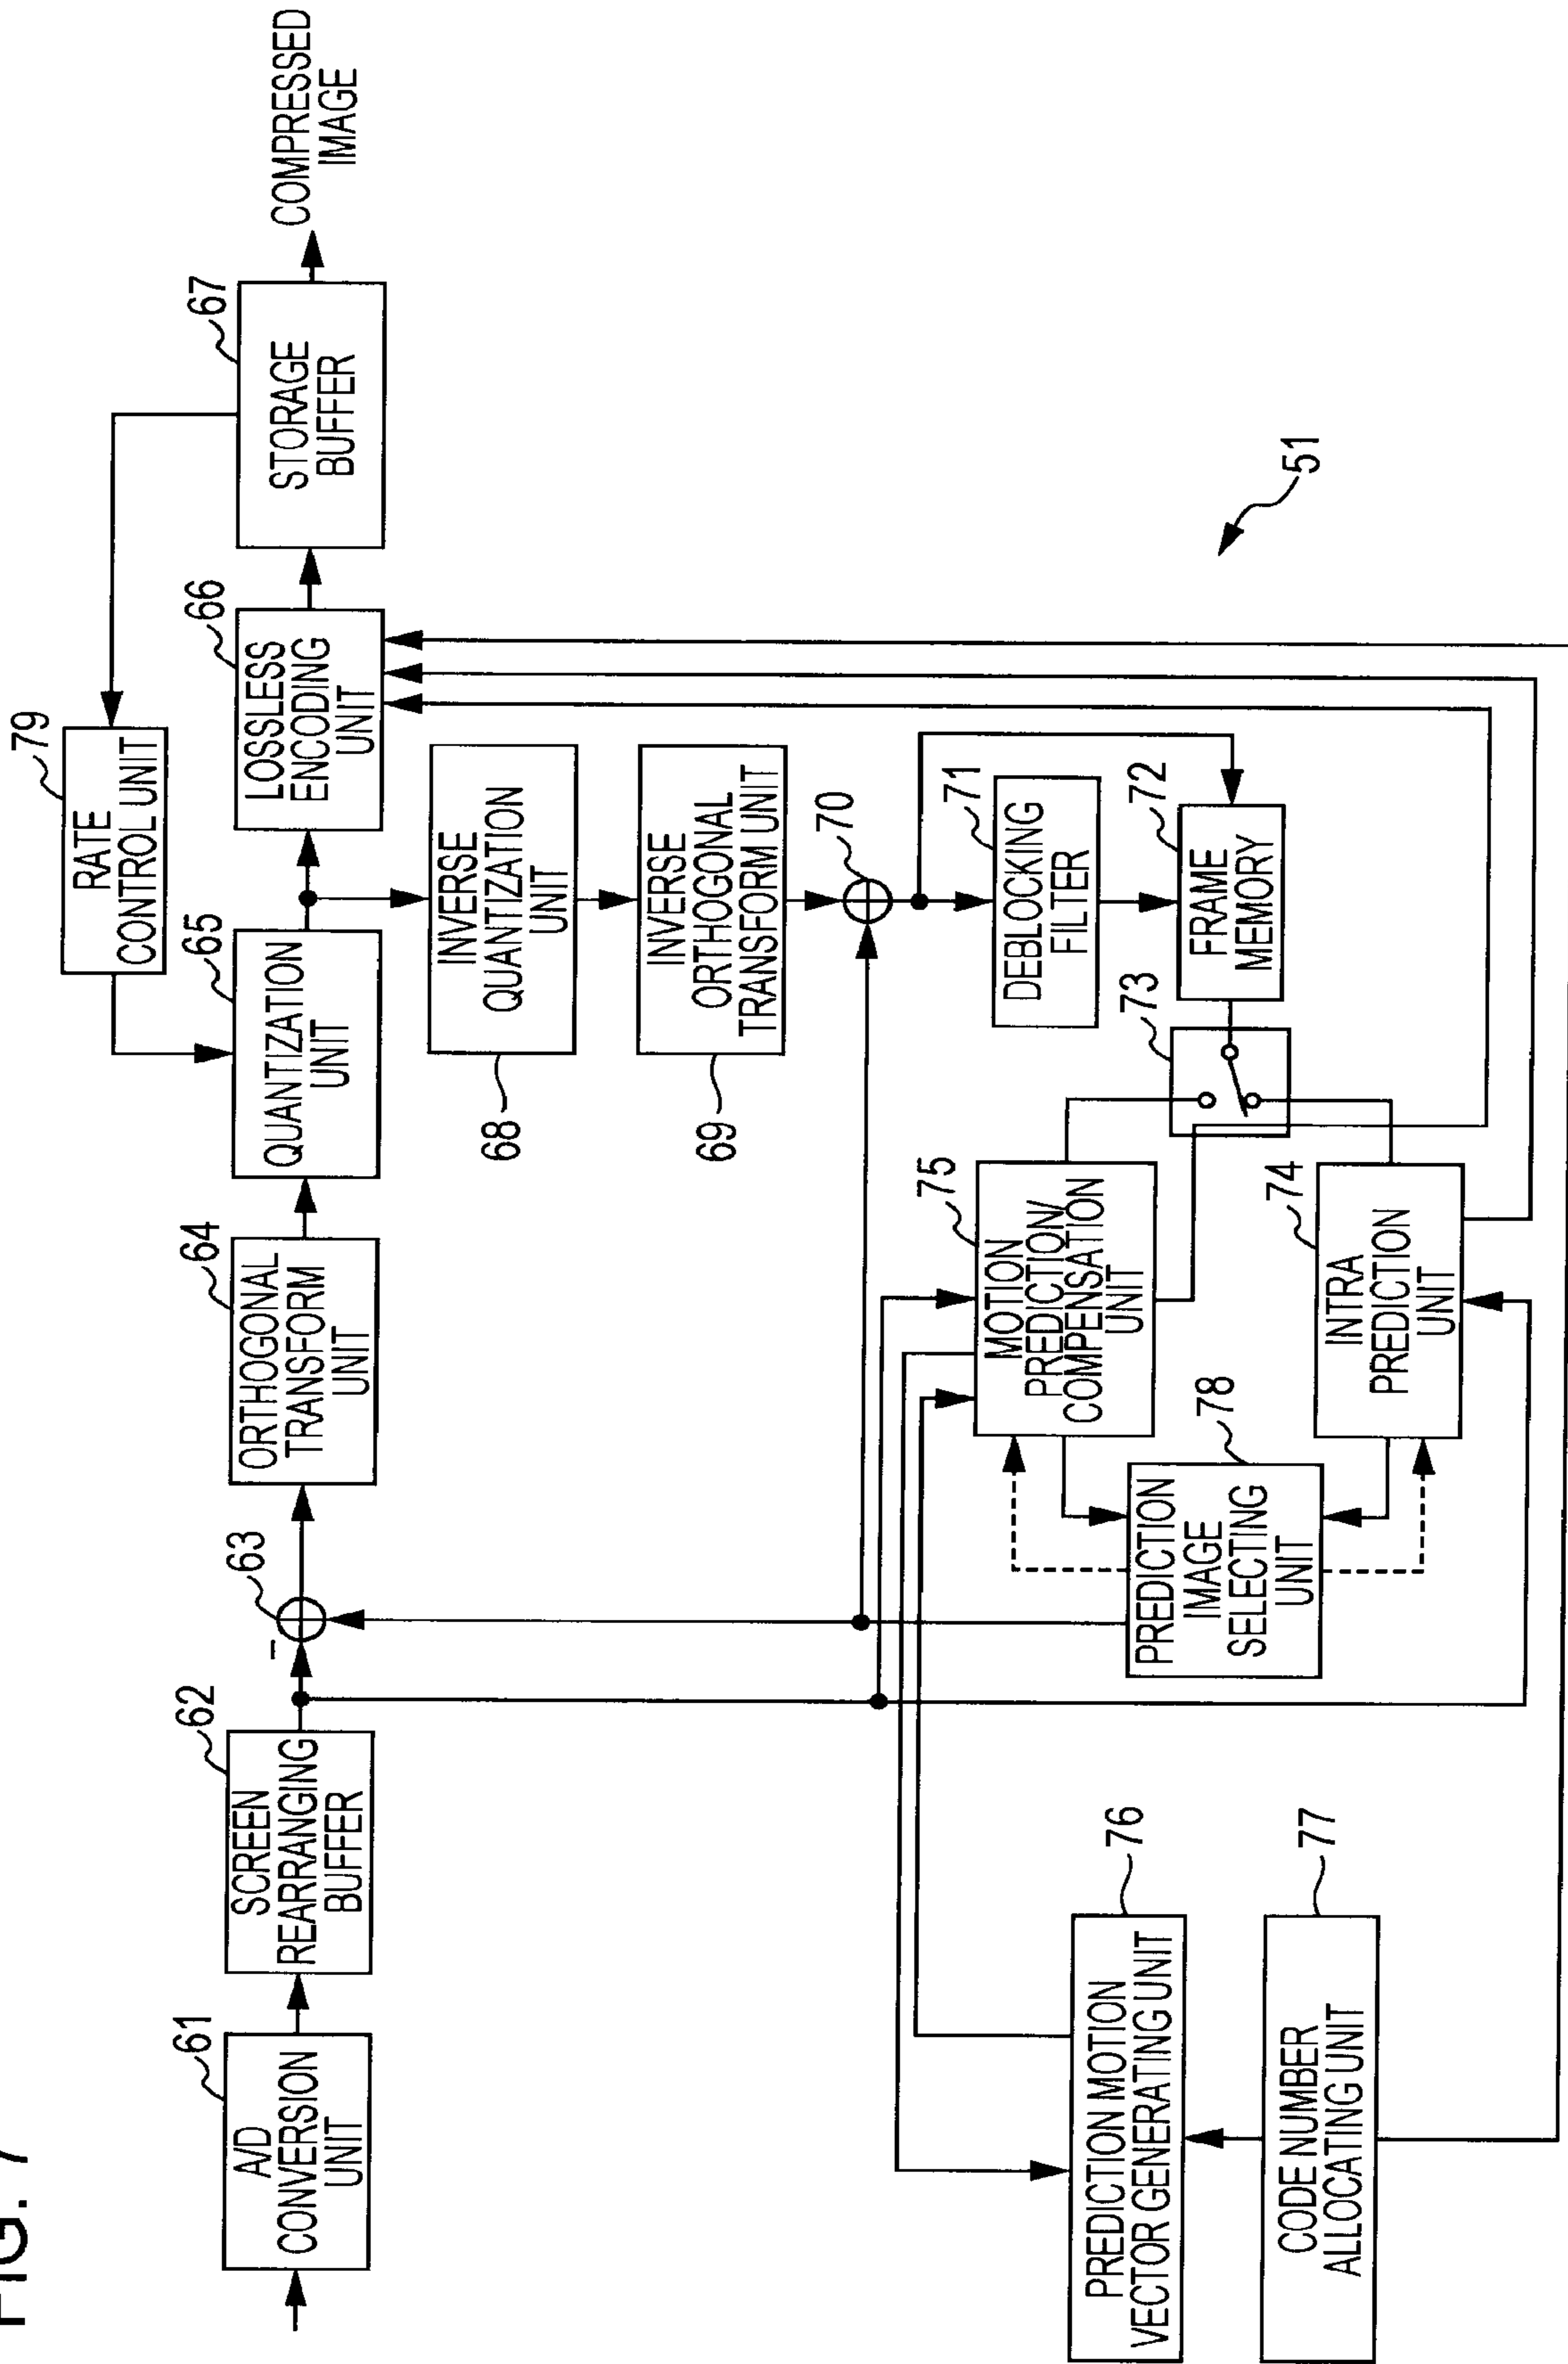 FIG. 7
51
61
A/D
CONVERSION
UNIT
62
SCREEN
REARRANGING
BUFFER
63
-
64
ORTHOGONAL
TRANSFORM
UNIT
65
QUANTIZATION
UNIT
79
RATE
CONTROL UNIT
66
LOSSLESS
ENCODING
UNIT
67
STORAGE
BUFFER
COMPRESSED
IMAGE
INVERSE
QUANTIZATION
UNIT
68
INVERSE
ORTHOGONAL
TRANSFORM UNIT
69
70
71
DEBLOCKING
FILTER
72
FRAME
MEMORY
73
75
MOTION
PREDICTION/
COMPENSATION
UNIT
74
INTRA
PREDICTION
UNIT
78
PREDICTION
IMAGE
SELECTING
UNIT
76
PREDICTION MOTION
VECTOR GENERATING UNIT
77
CODE NUMBER
ALLOCATING UNIT